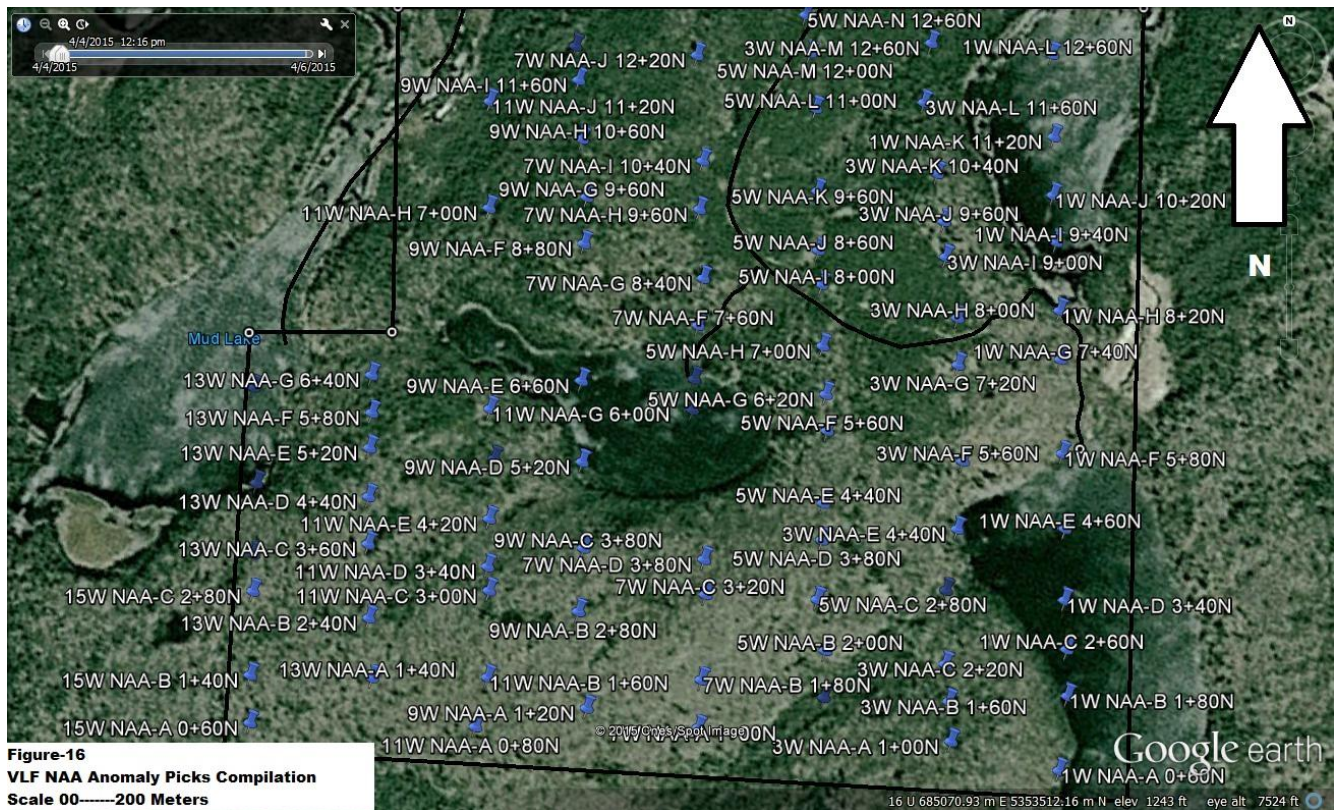 4/4/2015 12:16 pm
4/4/2015
4/6/2015
N
5W NAA-N 12+60N
3W NAA-M 12+60N
1W NAA-L 12+60N
7W NAA-J 12+20N
5W NAA-M 12+00N
9W NAA-I 11+60N
11W NAA-J 11+20N
5W NAA-L 11+00N
3W NAA-L 11+60N
9W NAA-H 10+60N
1W NAA-K 11+20N
7W NAA-I 10+40N
3W NAA-K 10+40N
9W NAA-G 9+60N
5W NAA-K 9+60N
1W NAA-J 10+20N
11W NAA-H 7+00N
7W NAA-H 9+60N
3W NAA-J 9+60N
1W NAA-I 9+40N
9W NAA-F 8+80N
5W NAA-J 8+60N
3W NAA-I 9+00N
N
7W NAA-G 8+40N
5W NAA-I 8+00N
7W NAA-F 7+60N
3W NAA-H 8+00N
1W NAA-H 8+20N
Mud Lake
5W NAA-H 7+00N
1W NAA-G 7+40N
13W NAA-G 6+40N
9W NAA-E 6+60N
3W NAA-G 7+20N
5W NAA-G 6+20N
13W NAA-F 5+80N
11W NAA-G 6+00N
5W NAA-F 5+60N
13W NAA-E 5+20N
9W NAA-D 5+20N
3W NAA-F 5+60N
1W NAA-F 5+80N
13W NAA-D 4+40N
5W NAA-E 4+40N
11W NAA-E 4+20N
1W NAA-E 4+60N
13W NAA-C 3+60N
9W NAA-C 3+80N
3W NAA-E 4+40N
11W NAA-D 3+40N
7W NAA-D 3+80N
5W NAA-D 3+80N
15W NAA-C 2+80N
11W NAA-C 3+00N
7W NAA-C 3+20N
5W NAA-C 2+80N
1W NAA-D 3+40N
13W NAA-B 2+40N
9W NAA-B 2+80N
5W NAA-B 2+00N
1W NAA-C 2+60N
15W NAA-B 1+40N
13W NAA-A 1+40N
11W NAA-B 1+60N
7W NAA-B 1+80N
3W NAA-C 2+20N
1W NAA-B 1+80N
15W NAA-A 0+60N
9W NAA-A 1+20N
3W NAA-B 1+60N
© 2015 Cnes/Spot Image
11W NAA-A 0+80N
3W NAA-A 1+00N
1W NAA-A 0+60N
Google earth
Figure-16
VLF NAA Anomaly Picks Compilation
Scale 00-------200 Meters
16 U 685070.93 m E 5353512.16 m N elev 1243 ft eye alt 7524 ft